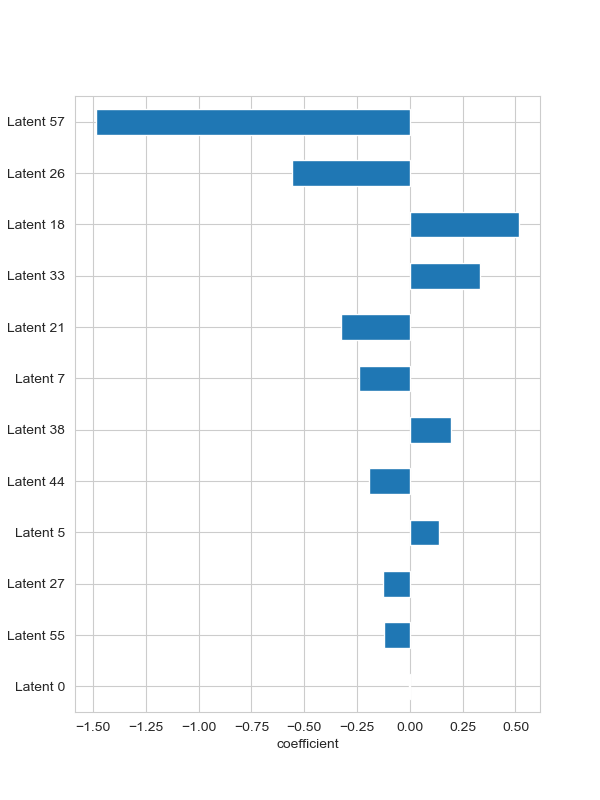 Latent 57
Latent 26
Latent 18
Latent 33
Latent 21
Latent 7
Latent 38
Latent 44
Latent 5
Latent 27
Latent 55
Latent 0
−1.50 −1.25 −1.00 −0.75 −0.50 −0.25 0.00 0.25 0.50
coefficient